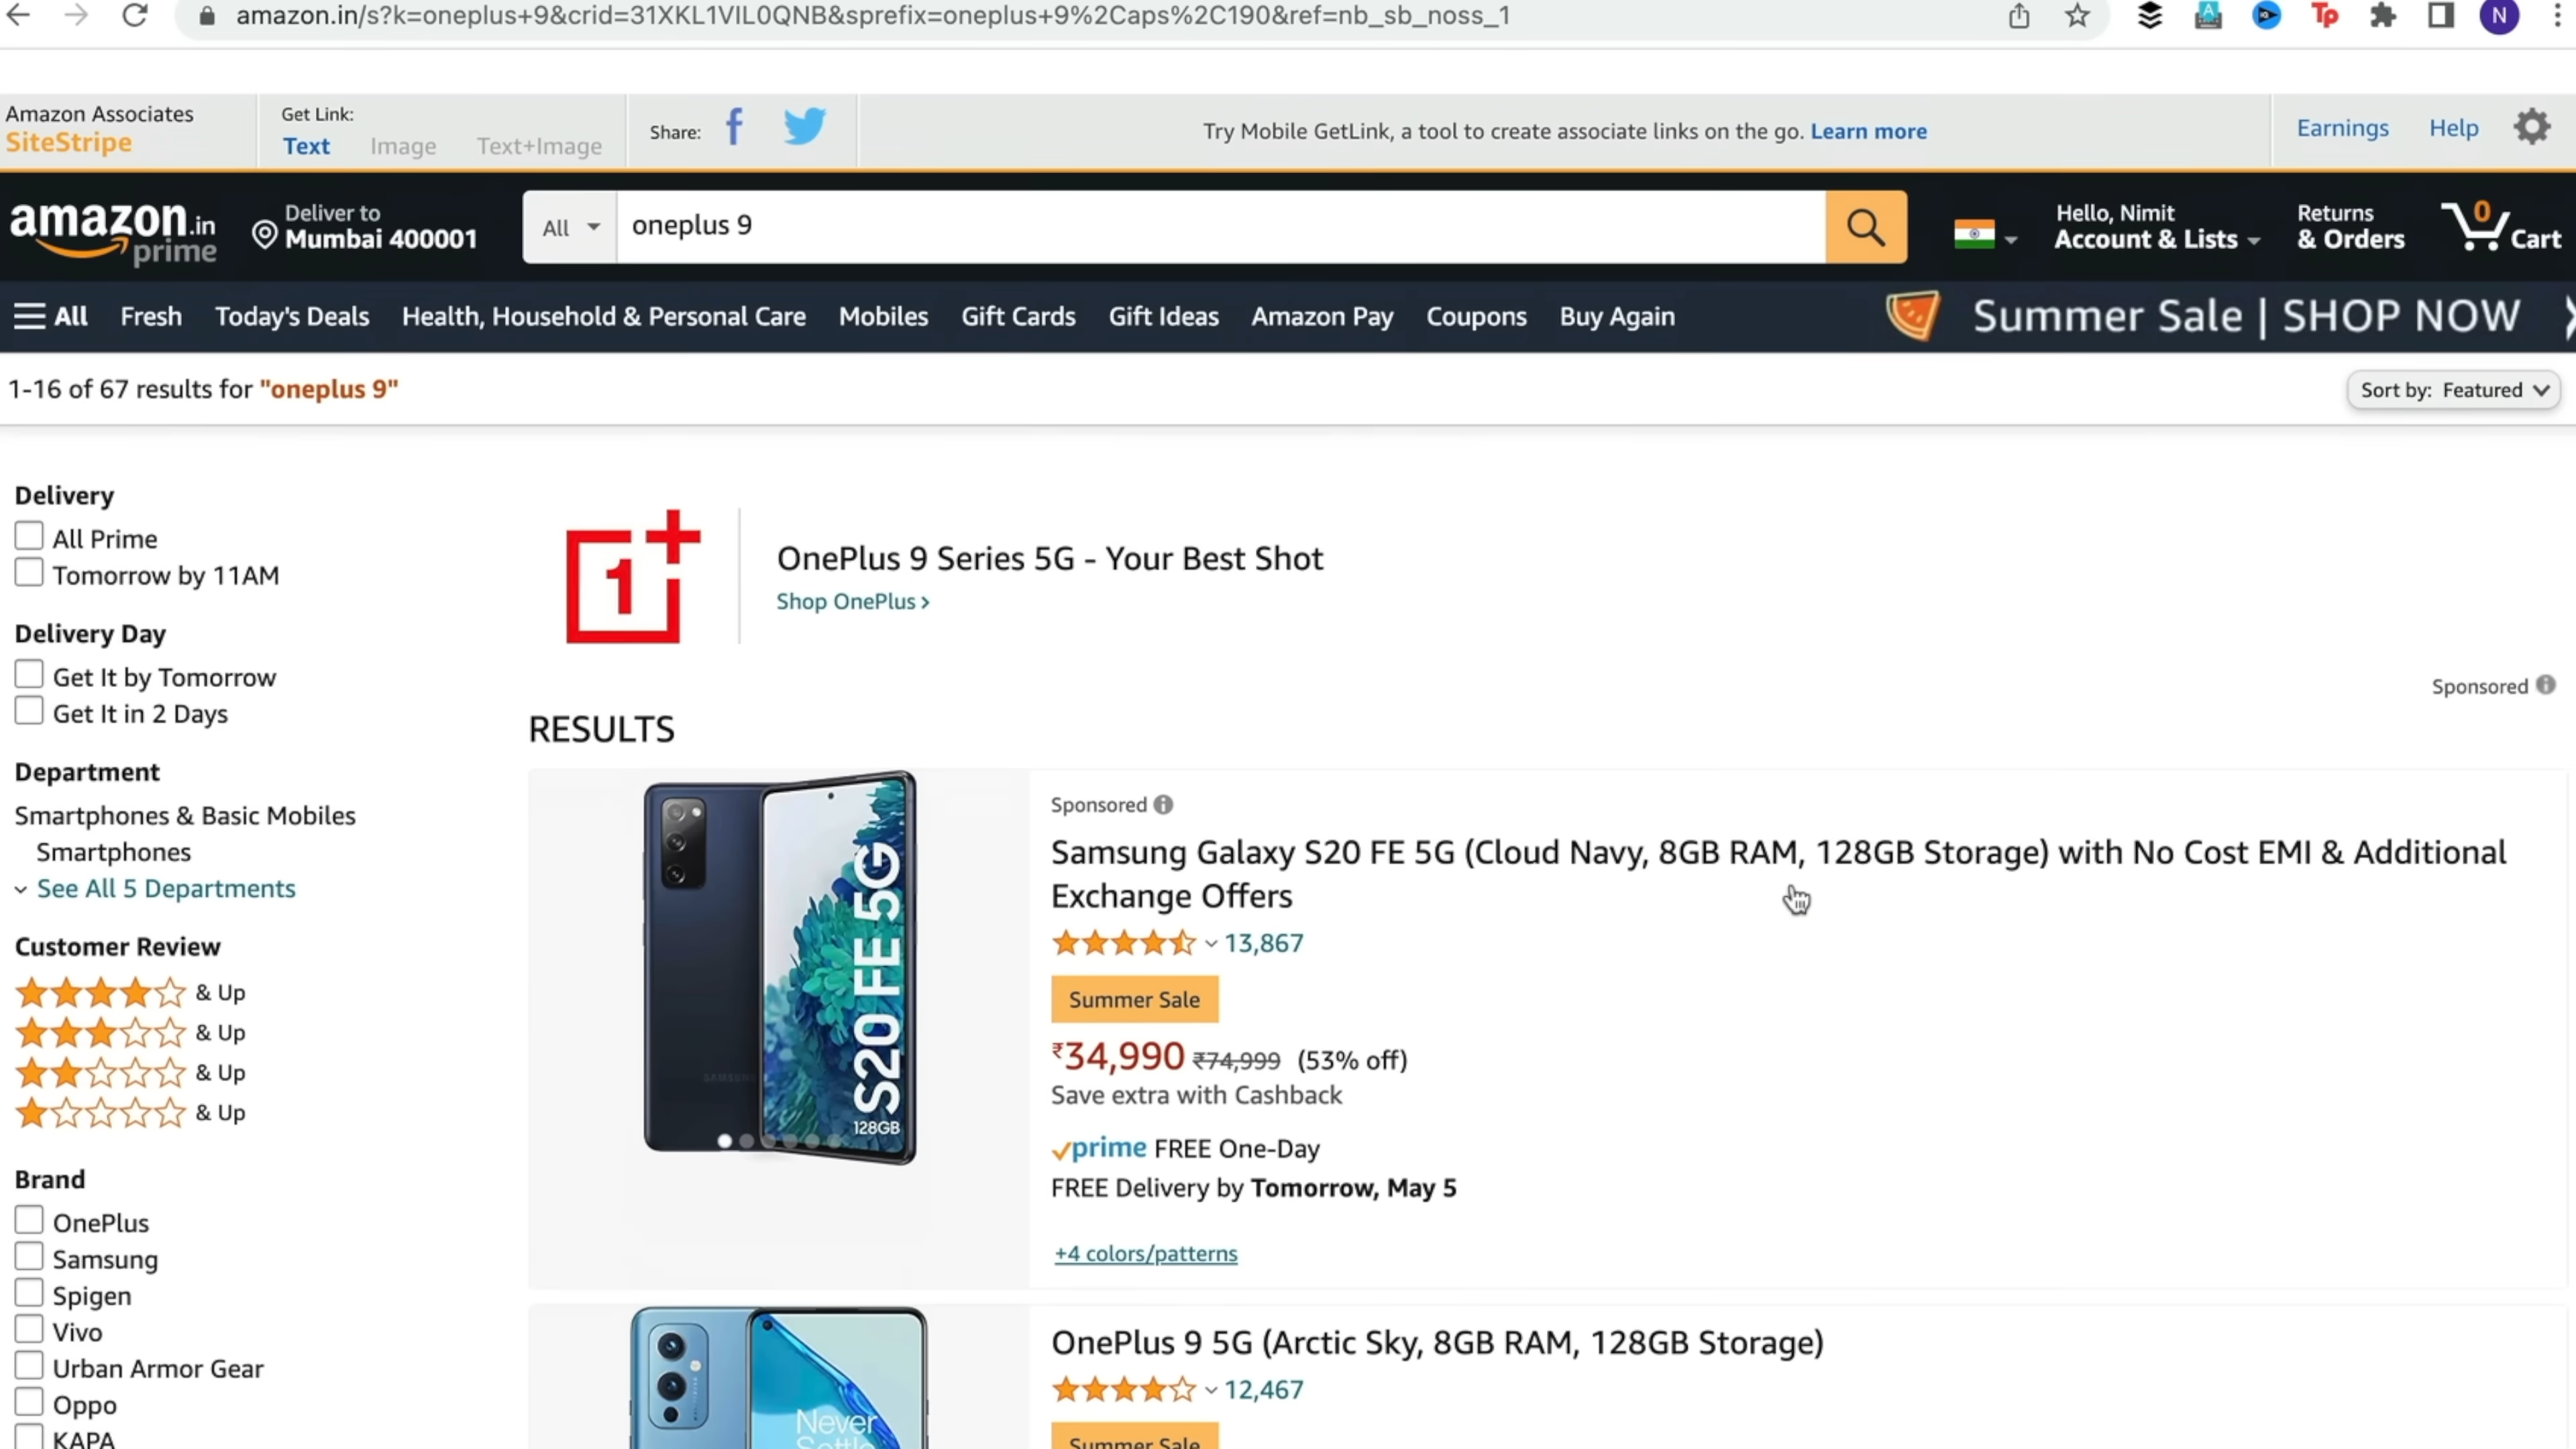 amazon.in/s?k=oneplus+9&crid=31XKL1VIL0QNB&sprefix=oneplus+9%2Caps%2C190&ref=nb_sb_noss_1
Tp
N
Amazon Associates
SiteStripe
Get Link:
Text Image Text+Image
Share:
Try Mobile GetLink, a tool to create associate links on the go. Learn more
Earnings Help
amazon.in
prime
Deliver to
Mumbai 400001
All
oneplus 9
Hello, Nimit
Account & Lists
Returns
& Orders
0
Cart
All Fresh Today's Deals Health, Household & Personal Care Mobiles Gift Cards Gift Ideas Amazon Pay Coupons Buy Again
Summer Sale | SHOP NOW
1-16 of 67 results for "oneplus 9"
Sort by: Featured
Delivery
All Prime
Tomorrow by 11AM
Delivery Day
Get It by Tomorrow
Get It in 2 Days
Department
Smartphones & Basic Mobiles
Smartphones
See All 5 Departments
Customer Review
& Up
& Up
& Up
& Up
Brand
OnePlus
Samsung
Spigen
Vivo
Urban Armor Gear
Oppo
KAPA
1+
OnePlus 9 Series 5G - Your Best Shot
Shop OnePlus ›
Sponsored
RESULTS
SAMSUNG
S20 FE 5G
128GB
Sponsored
Samsung Galaxy S20 FE 5G (Cloud Navy, 8GB RAM, 128GB Storage) with No Cost EMI & Additional
Exchange Offers
13,867
Summer Sale
₹34,990 ₹74,999 (53% off)
Save extra with Cashback
prime FREE One-Day
FREE Delivery by Tomorrow, May 5
+4 colors/patterns
Never
Settle
OnePlus 9 5G (Arctic Sky, 8GB RAM, 128GB Storage)
12,467
Summer Sale